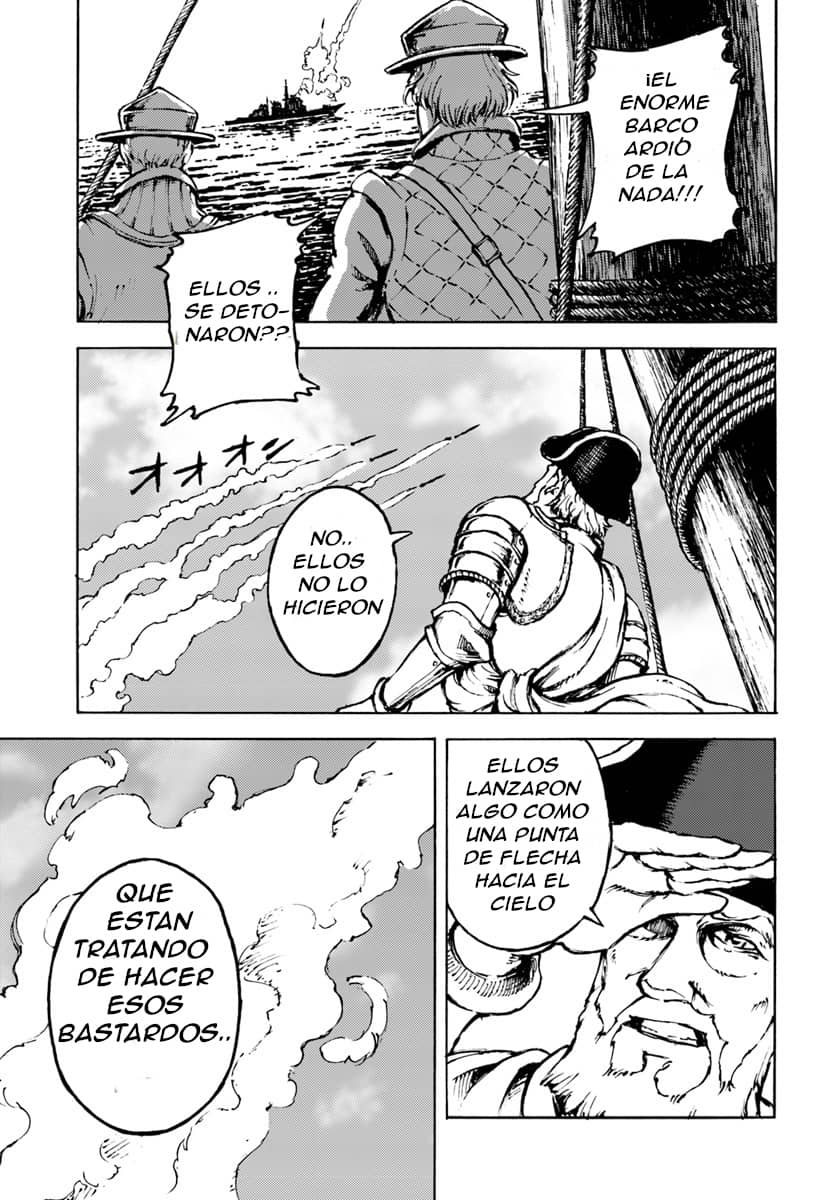 ¡EL
ENORME
BARCO
ARDIÓ
DE LA
NADA!!!
ELLOS ..
SE DETO-
NARON??
オオオン
NO..
ELLOS
NO LO
HICIERON
ELLOS
LANZARON
ALGO COMO
UNA PUNTA
DE FLECHA
HACIA EL
CIELO
QUE
ESTAN
TRATANDO
DE HACER
ESOS
BASTARDOS..